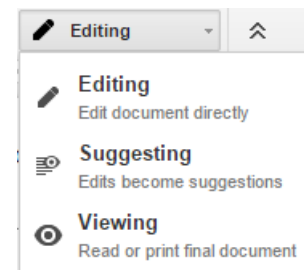 Editing
Editing
Edit document directly
Suggesting
Edits become suggestions
Viewing
Read or print final document